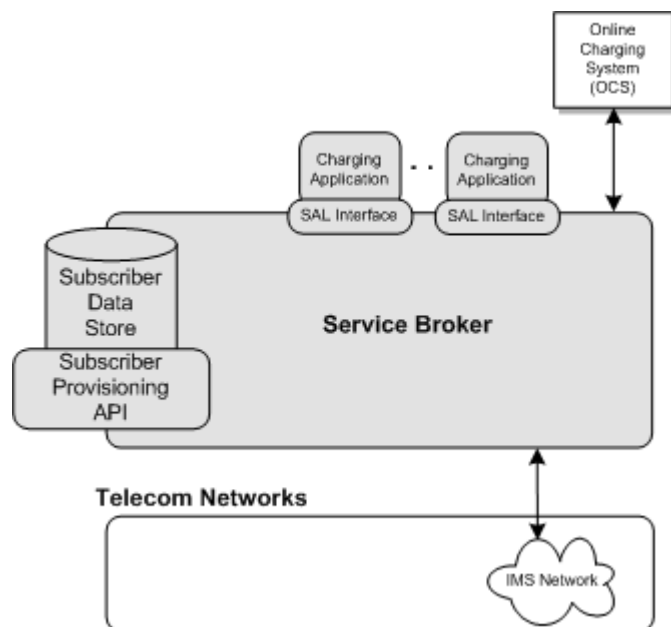 Online
Charging
System
(OCS)
Charging
Application
. .
Charging
Application
SAL Interface
SAL Interface
Subscriber
Data
Store
Service Broker
Subscriber
Provisioning
API
Telecom Networks
IMS Network